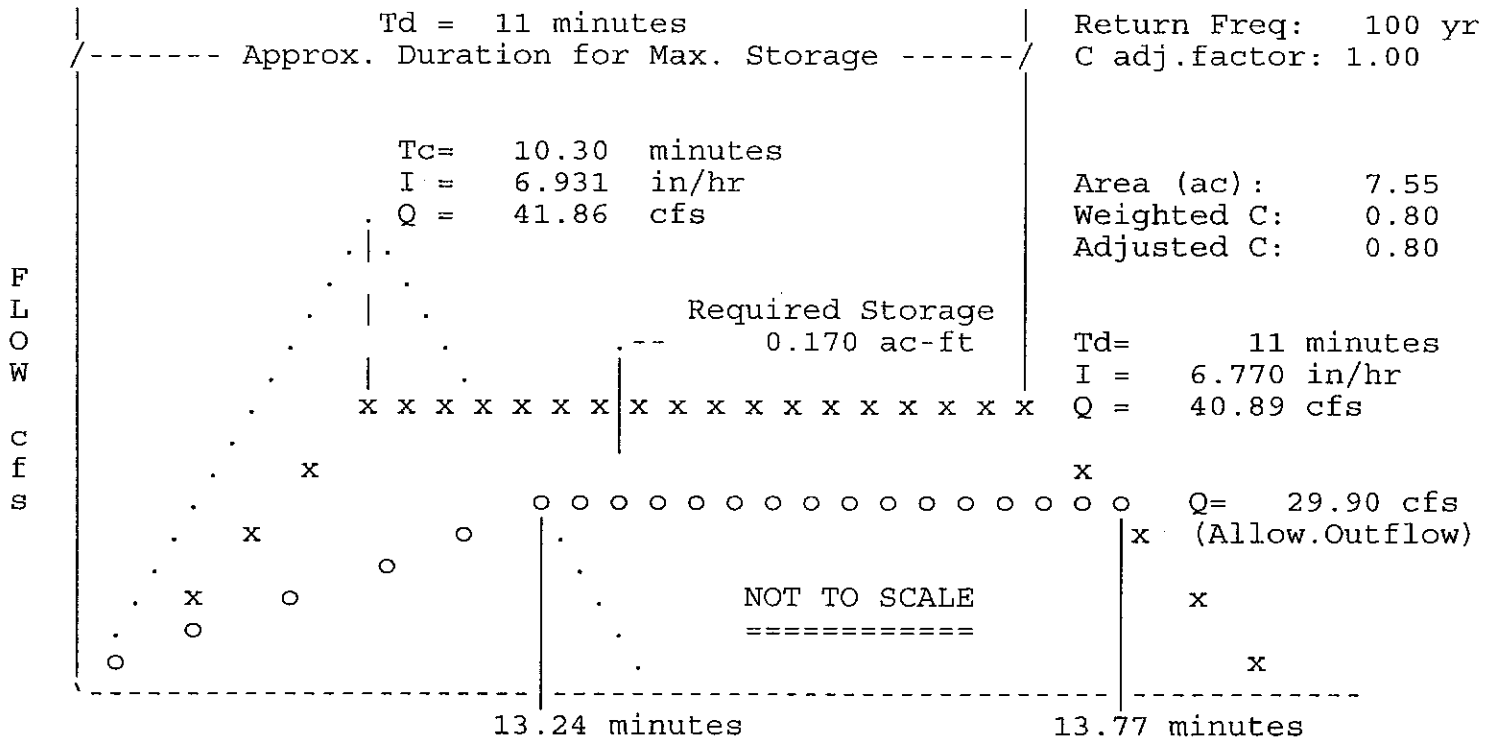 Td = 11 minutes
/------- Approx. Duration for Max. Storage ------/
Return Freq: 100 yr
C adj.factor: 1.00
Tc= 10.30 minutes
I = 6.931 in/hr
Q = 41.86 cfs
Area (ac): 7.55
Weighted C: 0.80
Adjusted C: 0.80
FLOW cfs
Required Storage
0.170 ac-ft
Td= 11 minutes
I = 6.770 in/hr
x x x x x x x x x x x x x x x x x x Q = 40.89 cfs
x x
o o o o o o o o o o o o o o o o Q= 29.90 cfs
x o x (Allow.Outflow)
o
x o NOT TO SCALE x
o ============
o x
13.24 minutes 13.77 minutes